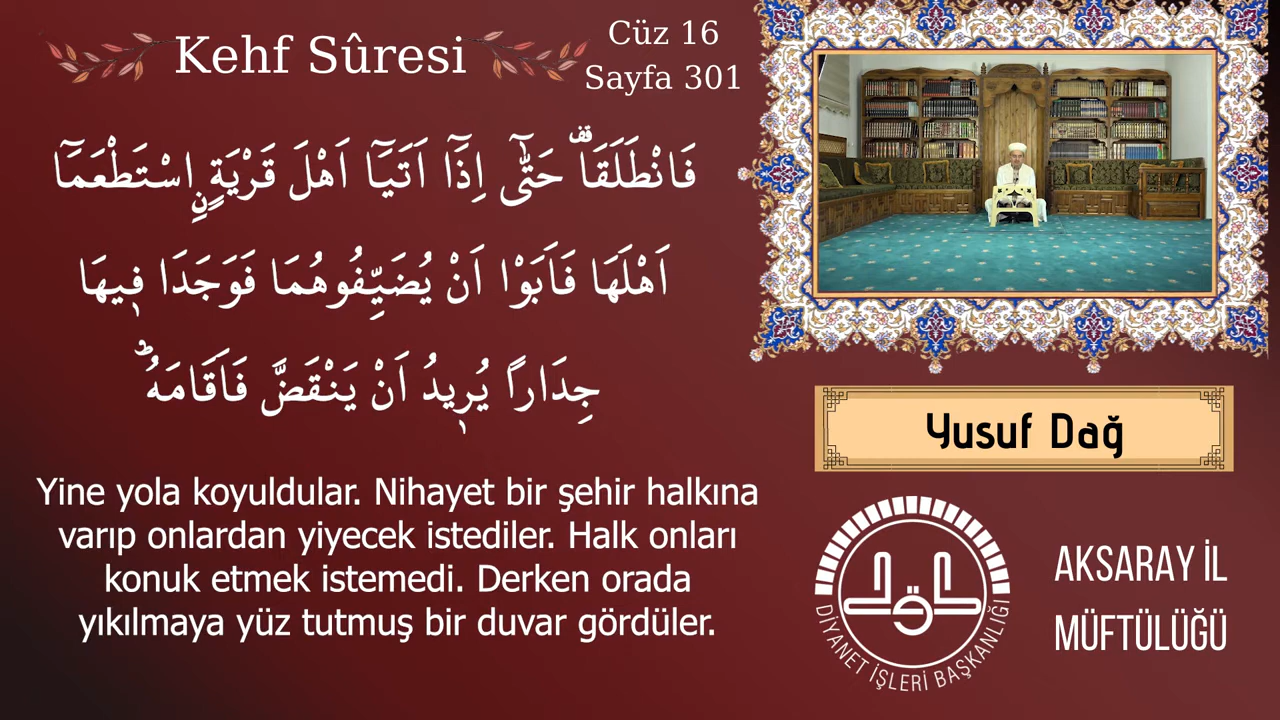 Kehf Sûresi
Cüz 16
Sayfa 301
فَانْطَلَقَا۠ حَتّٰٓى اِذَٓا اَتَيَٓا اَهْلَ قَرْيَةٍۨ اسْتَطْعَمَٓا
اَهْلَهَا فَاَبَوْا اَنْ يُضَيِّفُوهُمَا فَوَجَدَا ف۪يهَا
جِدَارًا يُر۪يدُ اَنْ يَنْقَضَّ فَاَقَامَهُۜ
Yine yola koyuldular. Nihayet bir şehir halkına
varıp onlardan yiyecek istediler. Halk onları
konuk etmek istemedi. Derken orada
yıkılmaya yüz tutmuş bir duvar gördüler.
Yusuf Dağ
DİYANET İŞLERİ BAŞKANLIĞI
AKSARAY İL
MÜFTÜLÜĞÜ